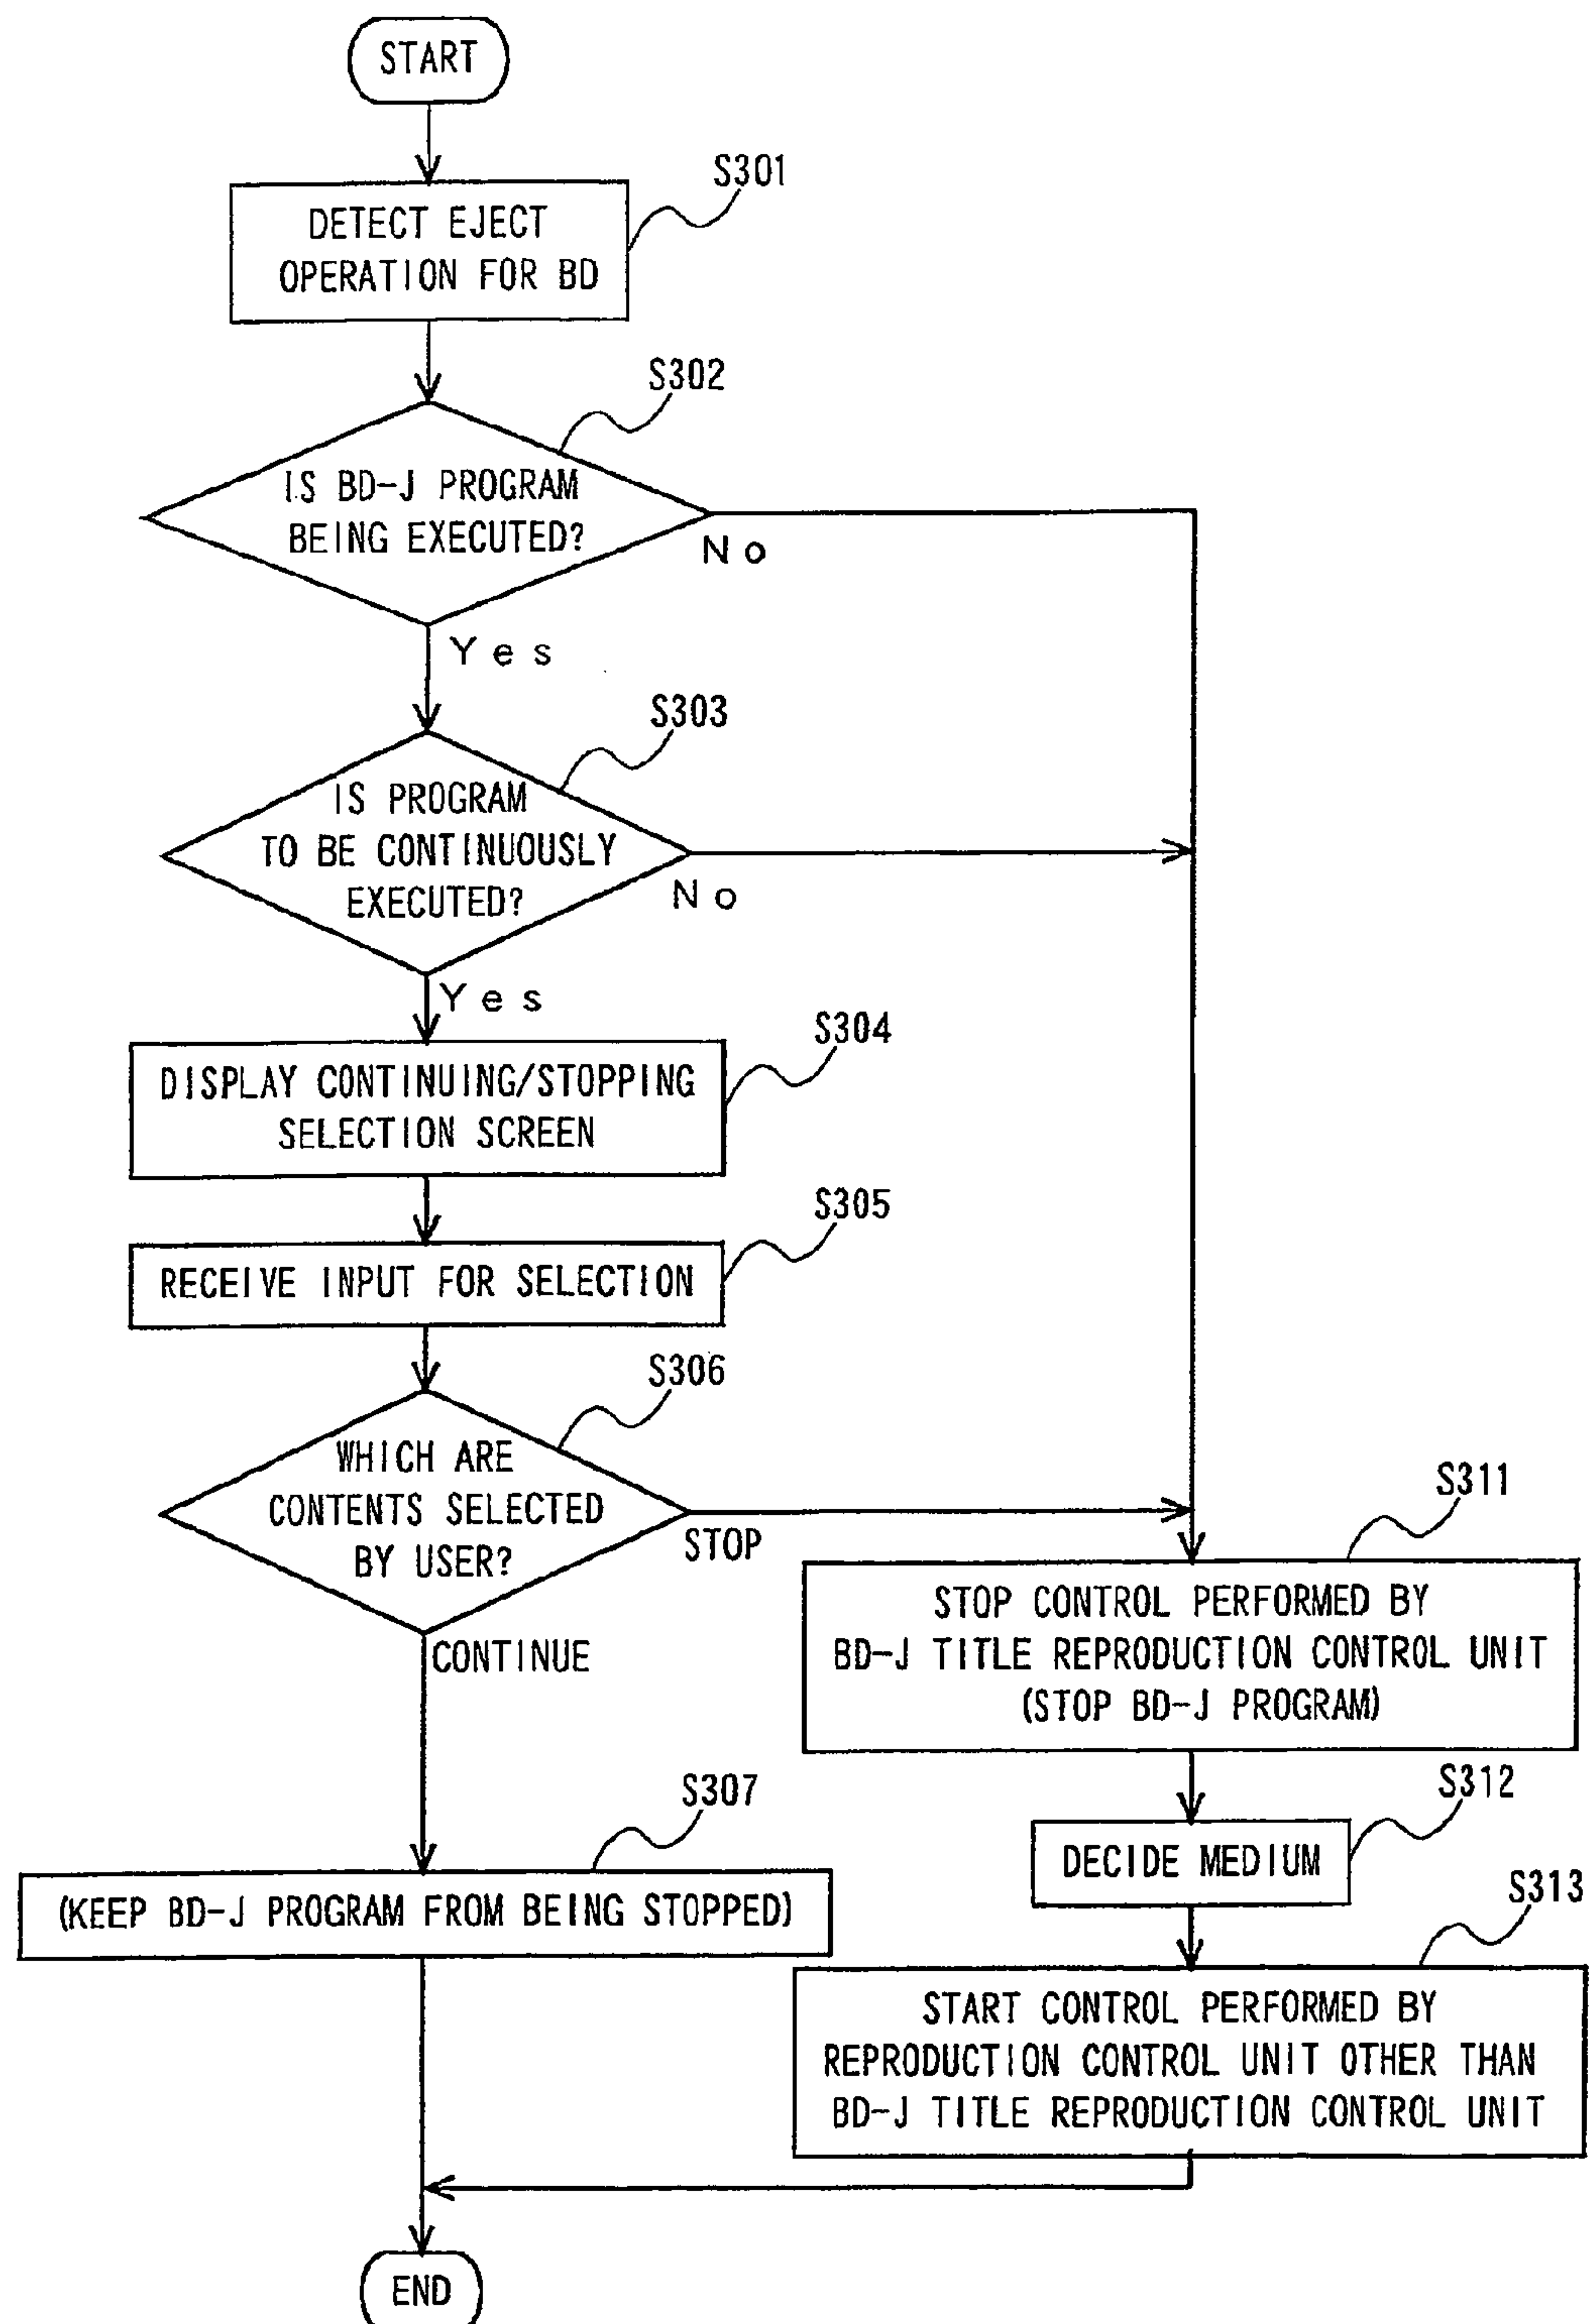 START
S301
DETECT EJECT
OPERATION FOR BD
S302
IS BD-J PROGRAM
BEING EXECUTED?
No
Yes
S303
IS PROGRAM
TO BE CONTINUOUSLY
EXECUTED?
No
Yes
S304
DISPLAY CONTINUING/STOPPING
SELECTION SCREEN
S305
RECEIVE INPUT FOR SELECTION
S306
WHICH ARE
CONTENTS SELECTED
BY USER?
STOP
CONTINUE
S311
STOP CONTROL PERFORMED BY
BD-J TITLE REPRODUCTION CONTROL UNIT
(STOP BD-J PROGRAM)
S307
(KEEP BD-J PROGRAM FROM BEING STOPPED)
S312
DECIDE MEDIUM
S313
START CONTROL PERFORMED BY
REPRODUCTION CONTROL UNIT OTHER THAN
BD-J TITLE REPRODUCTION CONTROL UNIT
END